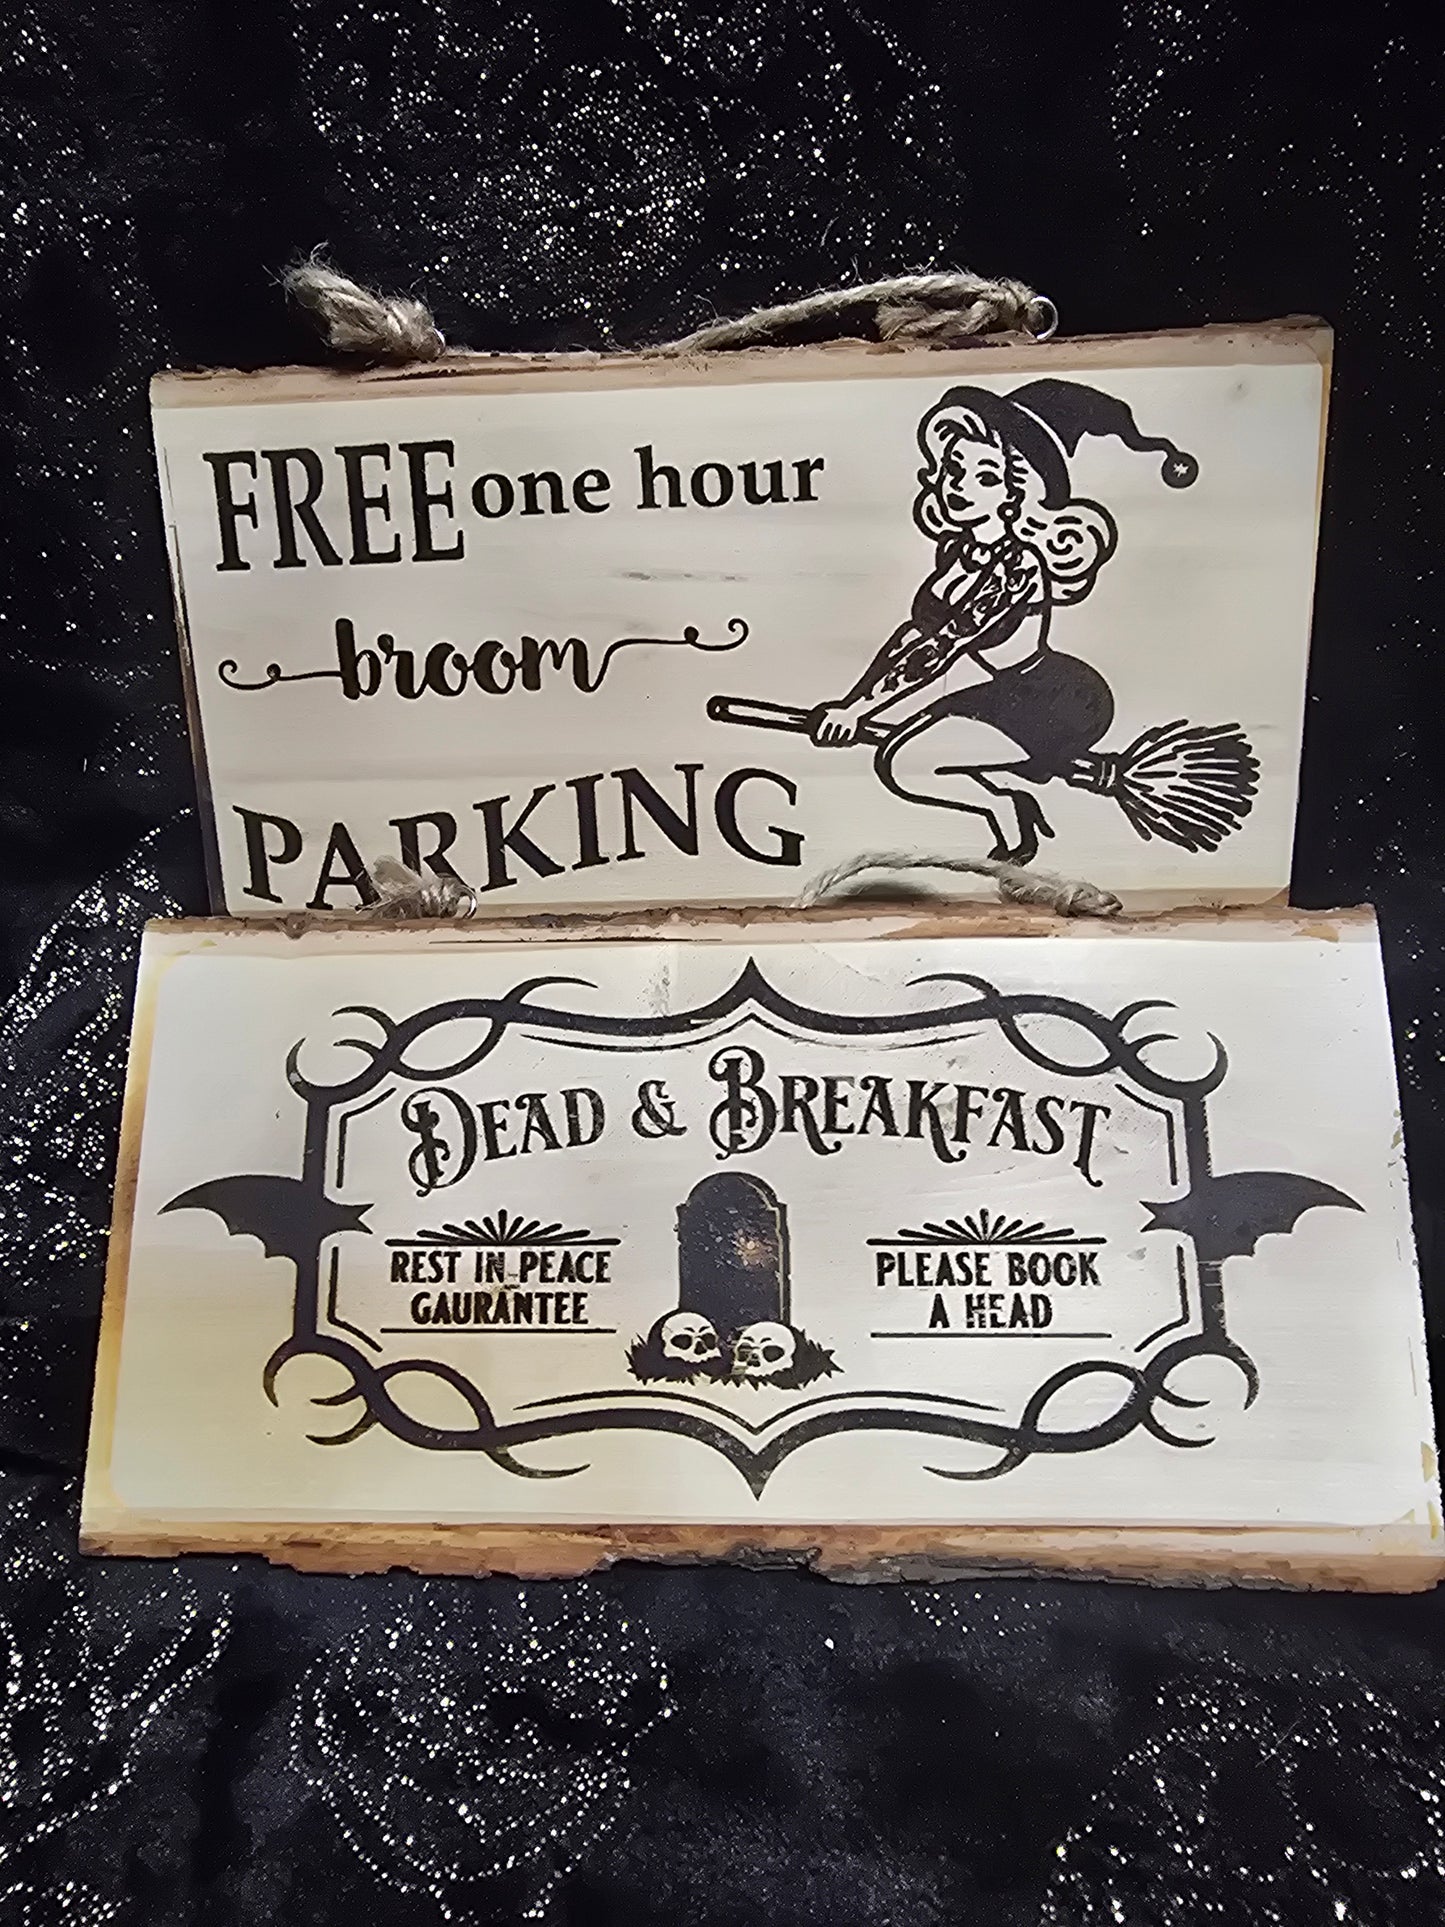 FREE one hour
broom
PARKING
DEAD & BREAKFAST
REST IN PEACE
GAURANTEE
PLEASE BOOK
A HEAD